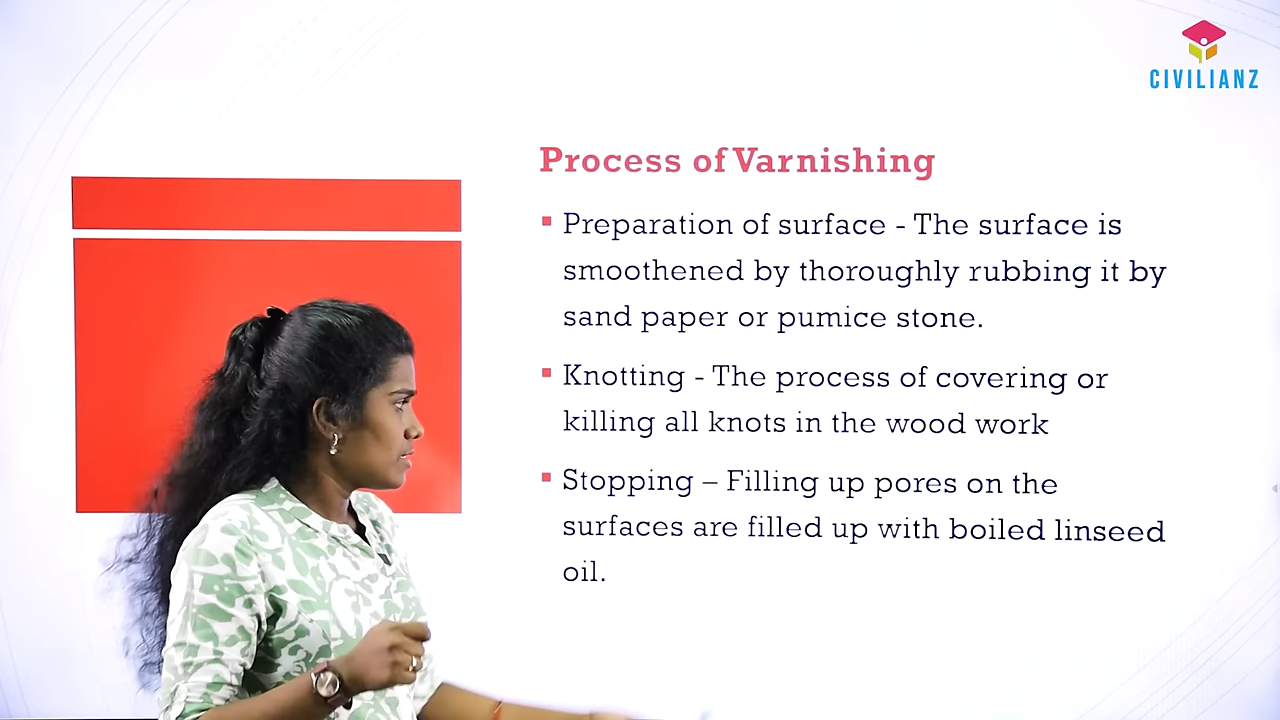 CIVILIANZ
Process of Varnishing
▪ Preparation of surface - The surface is
smoothened by thoroughly rubbing it by
sand paper or pumice stone.
▪ Knotting - The process of covering or
killing all knots in the wood work
▪ Stopping – Filling up pores on the
surfaces are filled up with boiled linseed
oil.